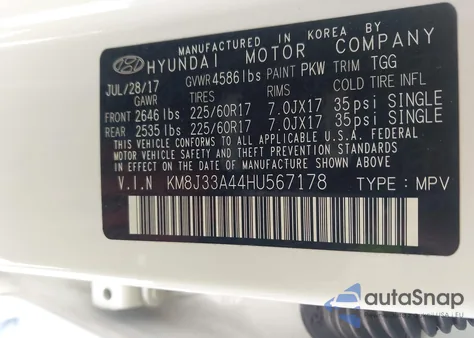 MANUFACTURED IN KOREA BY
HYUNDAI MOTOR COMPANY
JUL/28/17 GVWR 4586 lbs PAINT PKW TRIM TGG
GAWR TIRES RIMS COLD TIRE INFL
FRONT 2646 lbs 225/60R17 7.0JX17 35psi SINGLE
REAR 2535 lbs 225/60R17 7.0JX17 35psi SINGLE
THIS VEHICLE CONFORMS TO ALL APPLICABLE U.S.A. FEDERAL
MOTOR VEHICLE SAFETY, BUMPER, AND THEFT PREVENTION
STANDARDS IN EFFECT ON THE DATE OF MANUFACTURE SHOWN ABOVE.
V.I.N KM8J33A44HU567178 TYPE : MPV
autoSnap